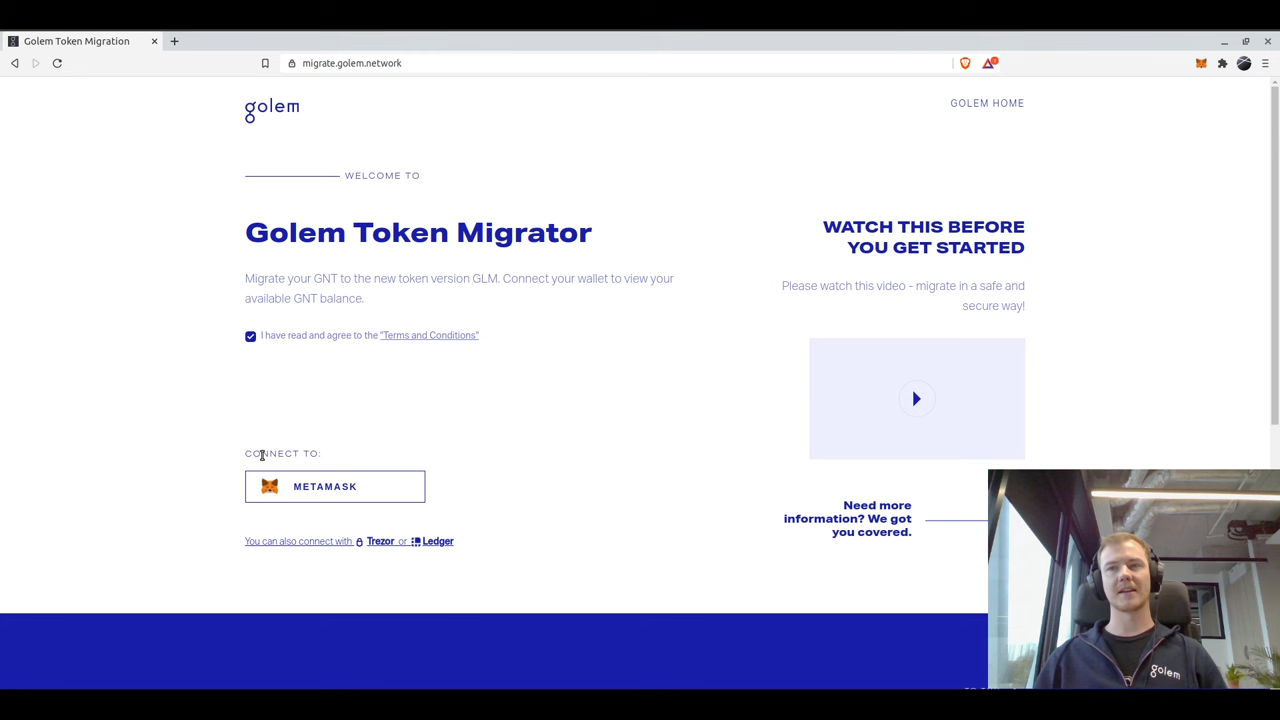 Golem Token Migration
migrate.golem.network
golem
GOLEM HOME
WELCOME TO
Golem Token Migrator
Migrate your GNT to the new token version GLM. Connect your wallet to view your
available GNT balance.
I have read and agree to the "Terms and Conditions"
CONNECT TO:
METAMASK
You can also connect with Trezor or Ledger
WATCH THIS BEFORE
YOU GET STARTED
Please watch this video - migrate in a safe and
secure way!
Need more
information? We got
you covered.
golem